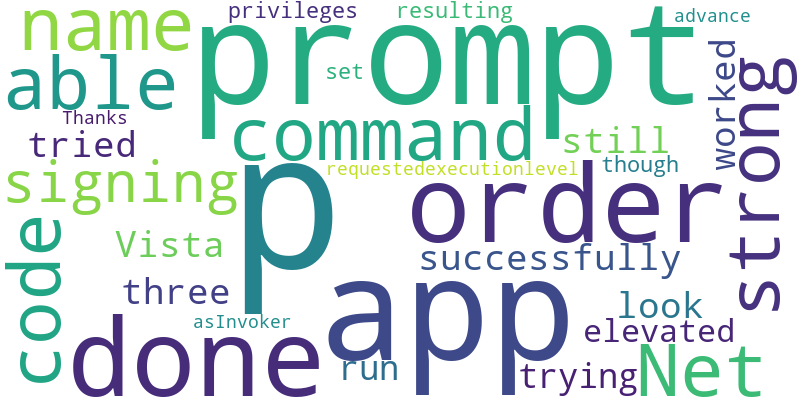 privileges resulting advance
name prompt
able set
Thanks command worked strong
tried still
requestedexecutionlevel though
signing p order
code Vista successfully
three app look
asInvoker elevated
done run trying Net